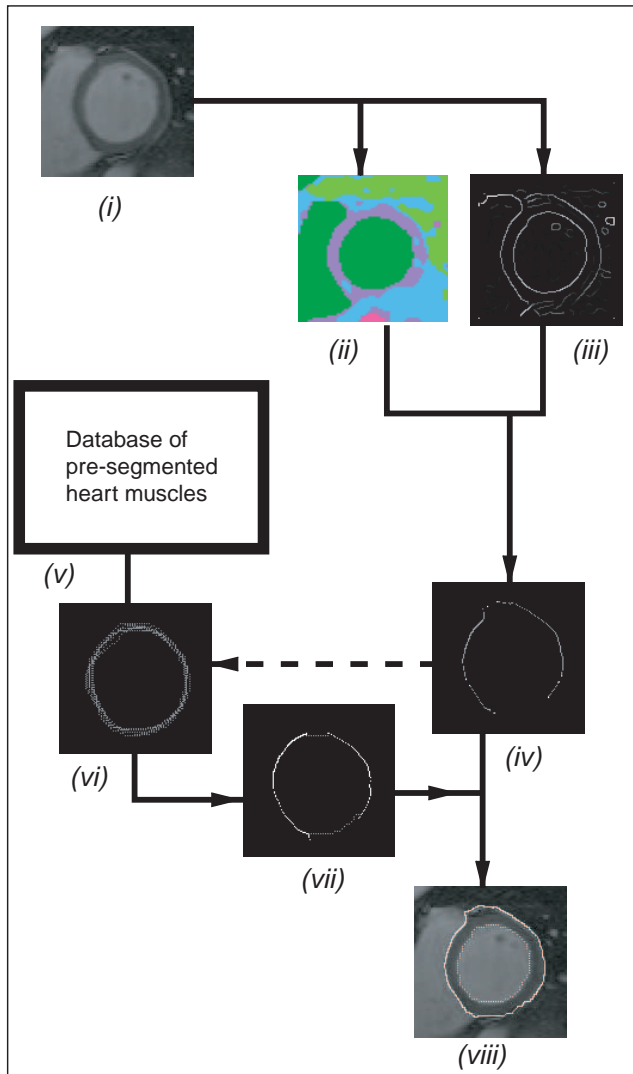 (i)
(ii)
(iii)
Database of
pre-segmented
heart muscles
(v)
(iv)
(vi)
(vii)
(viii)